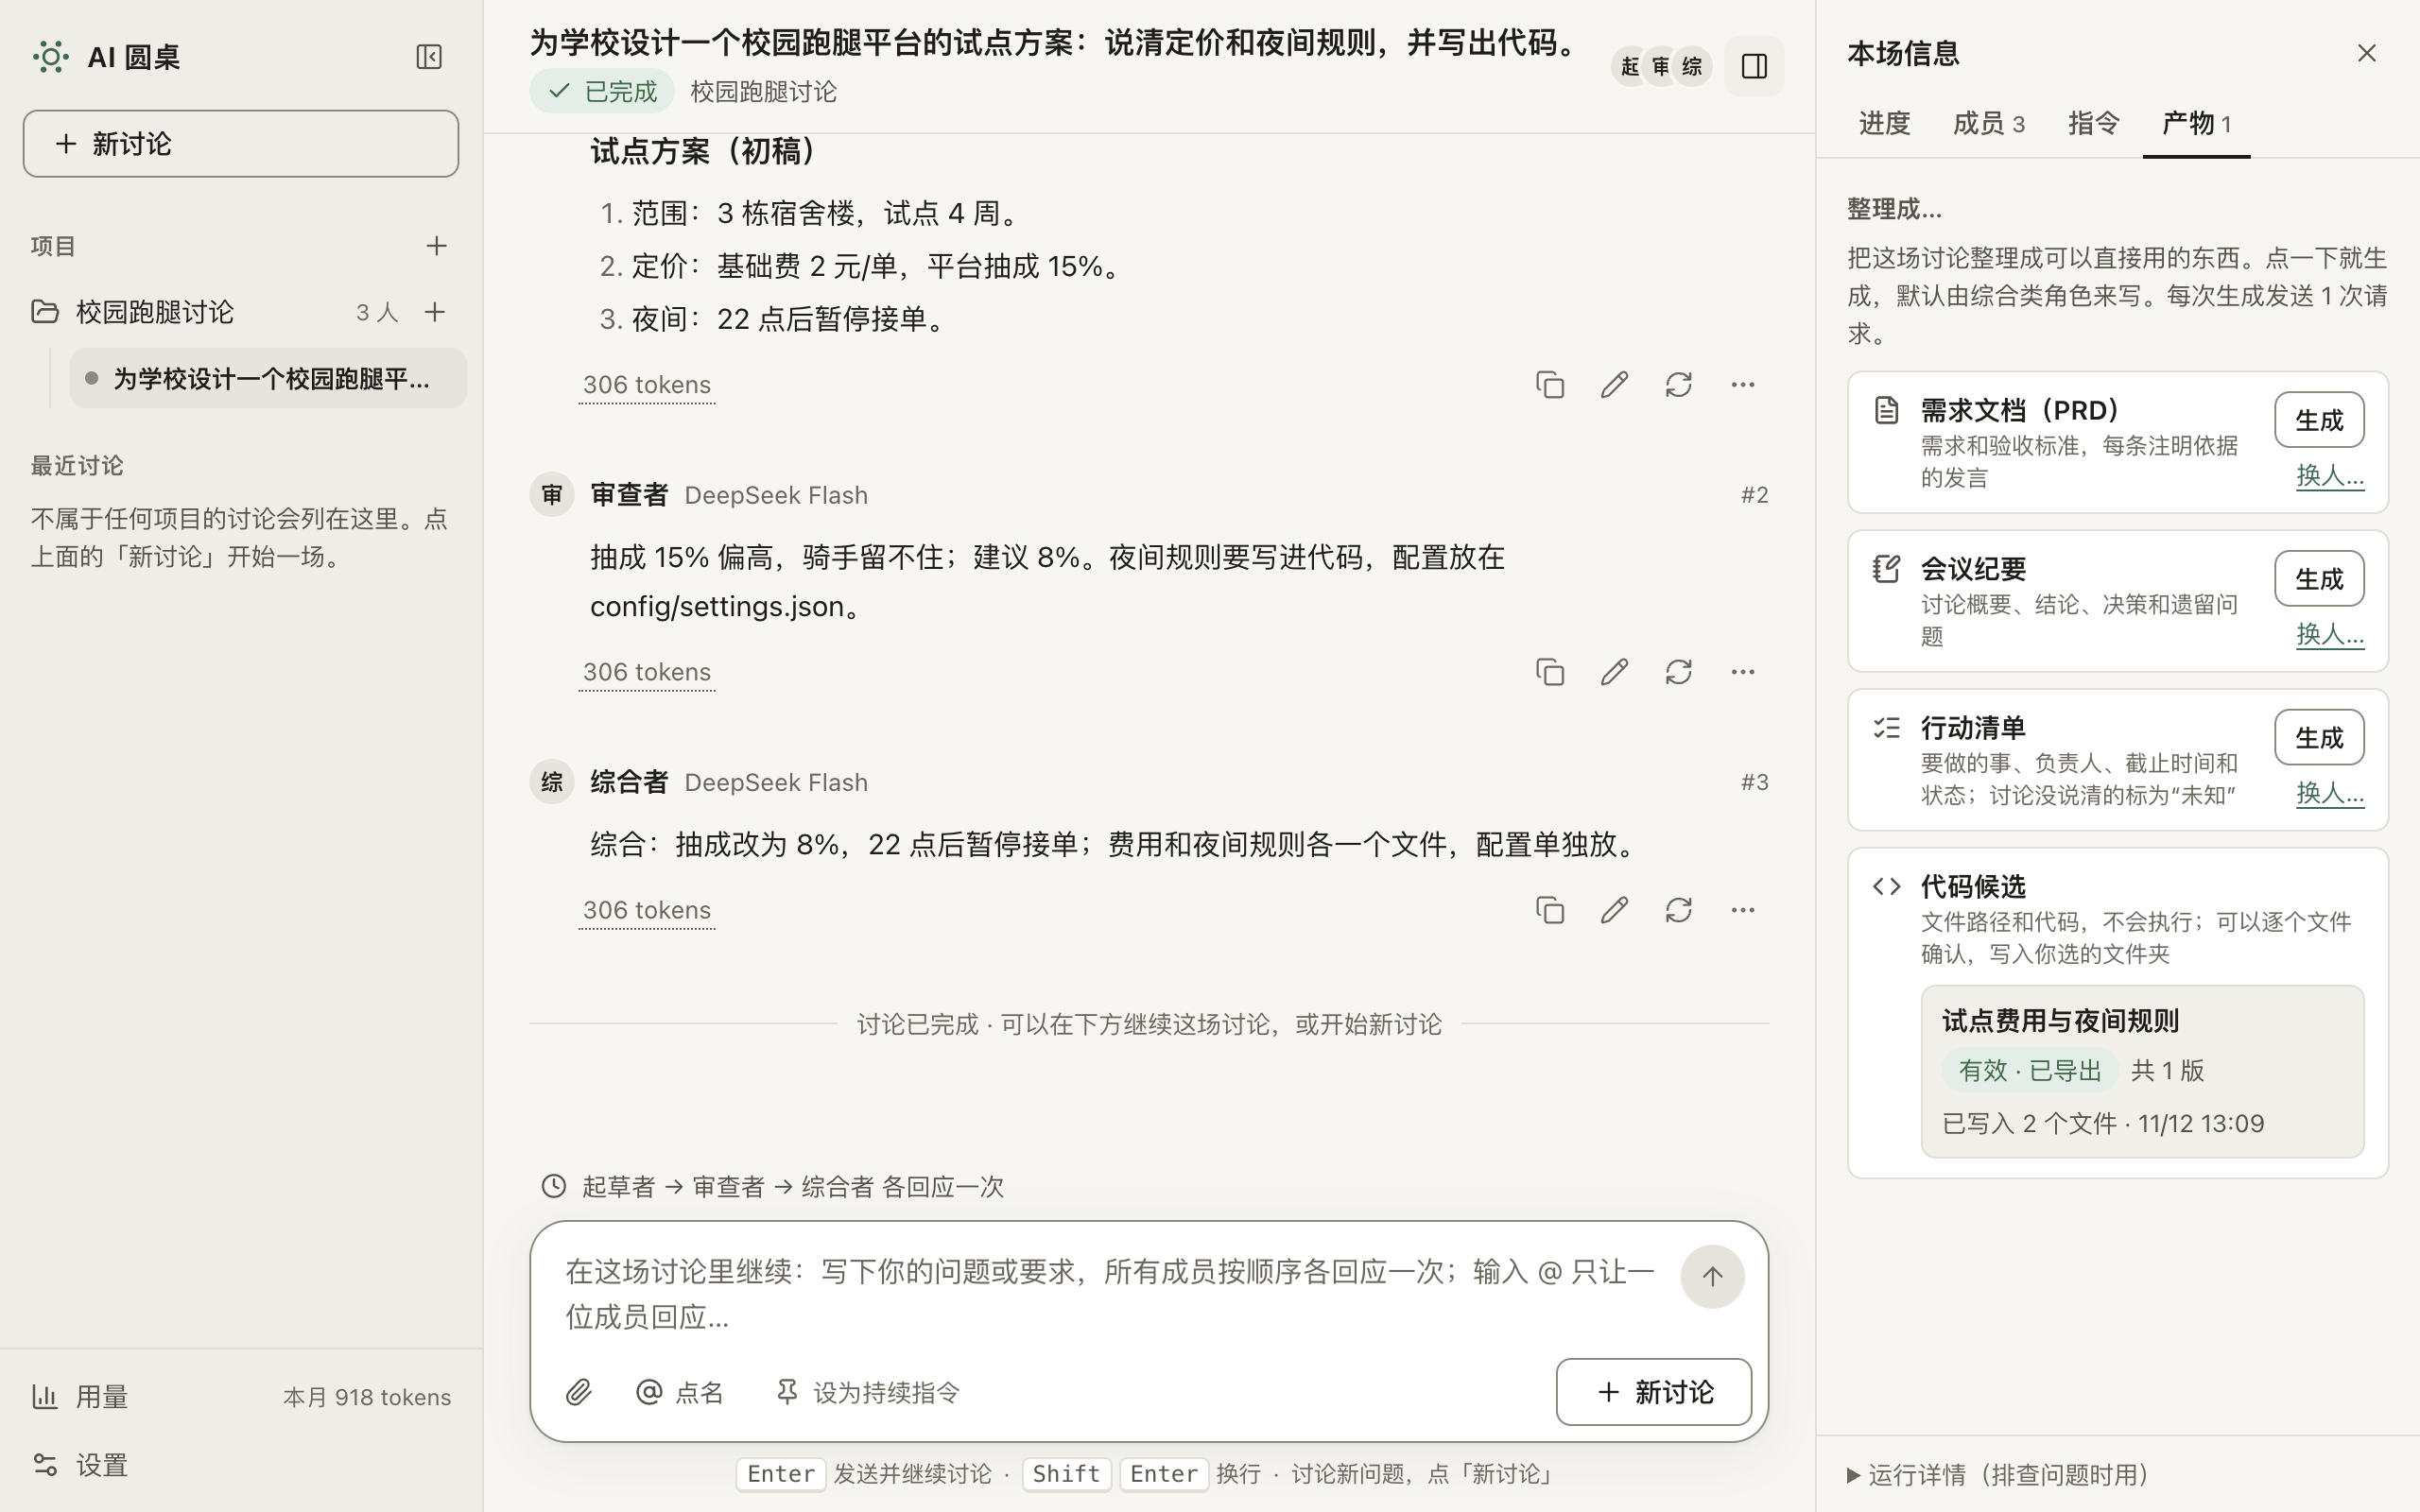 AI 圆桌
新讨论
项目
校园跑腿讨论 3 人
为学校设计一个校园跑腿平...
最近讨论
不属于任何项目的讨论会列在这里。点
上面的「新讨论」开始一场。
用量 本月 918 tokens
设置
为学校设计一个校园跑腿平台的试点方案：说清定价和夜间规则，并写出代码。
已完成 校园跑腿讨论
起 审 综
试点方案（初稿）
1. 范围：3 栋宿舍楼，试点 4 周。
2. 定价：基础费 2 元/单，平台抽成 15%。
3. 夜间：22 点后暂停接单。
306 tokens
审 审查者 DeepSeek Flash #2
抽成 15% 偏高，骑手留不住；建议 8%。夜间规则要写进代码，配置放在
config/settings.json。
306 tokens
综 综合者 DeepSeek Flash #3
综合：抽成改为 8%，22 点后暂停接单；费用和夜间规则各一个文件，配置单独放。
306 tokens
讨论已完成 · 可以在下方继续这场讨论，或开始新讨论
起草者 → 审查者 → 综合者 各回应一次
在这场讨论里继续：写下你的问题或要求，所有成员按顺序各回应一次；输入 @ 只让一
位成员回应...
点名 设为持续指令 新讨论
Enter 发送并继续讨论 · Shift Enter 换行 · 讨论新问题，点「新讨论」
本场信息
进度 成员 3 指令 产物 1
整理成...
把这场讨论整理成可以直接用的东西。点一下就生
成，默认由综合类角色来写。每次生成发送 1 次请
求。
需求文档（PRD） 生成
需求和验收标准，每条注明依据
的发言
换人...
会议纪要 生成
讨论概要、结论、决策和遗留问
题
换人...
行动清单 生成
要做的事、负责人、截止时间和
状态；讨论没说清的标为“未知”
换人...
代码候选
文件路径和代码，不会执行；可以逐个文件
确认，写入你选的文件夹
试点费用与夜间规则
有效 · 已导出 共 1 版
已写入 2 个文件 · 11/12 13:09
运行详情（排查问题时用）